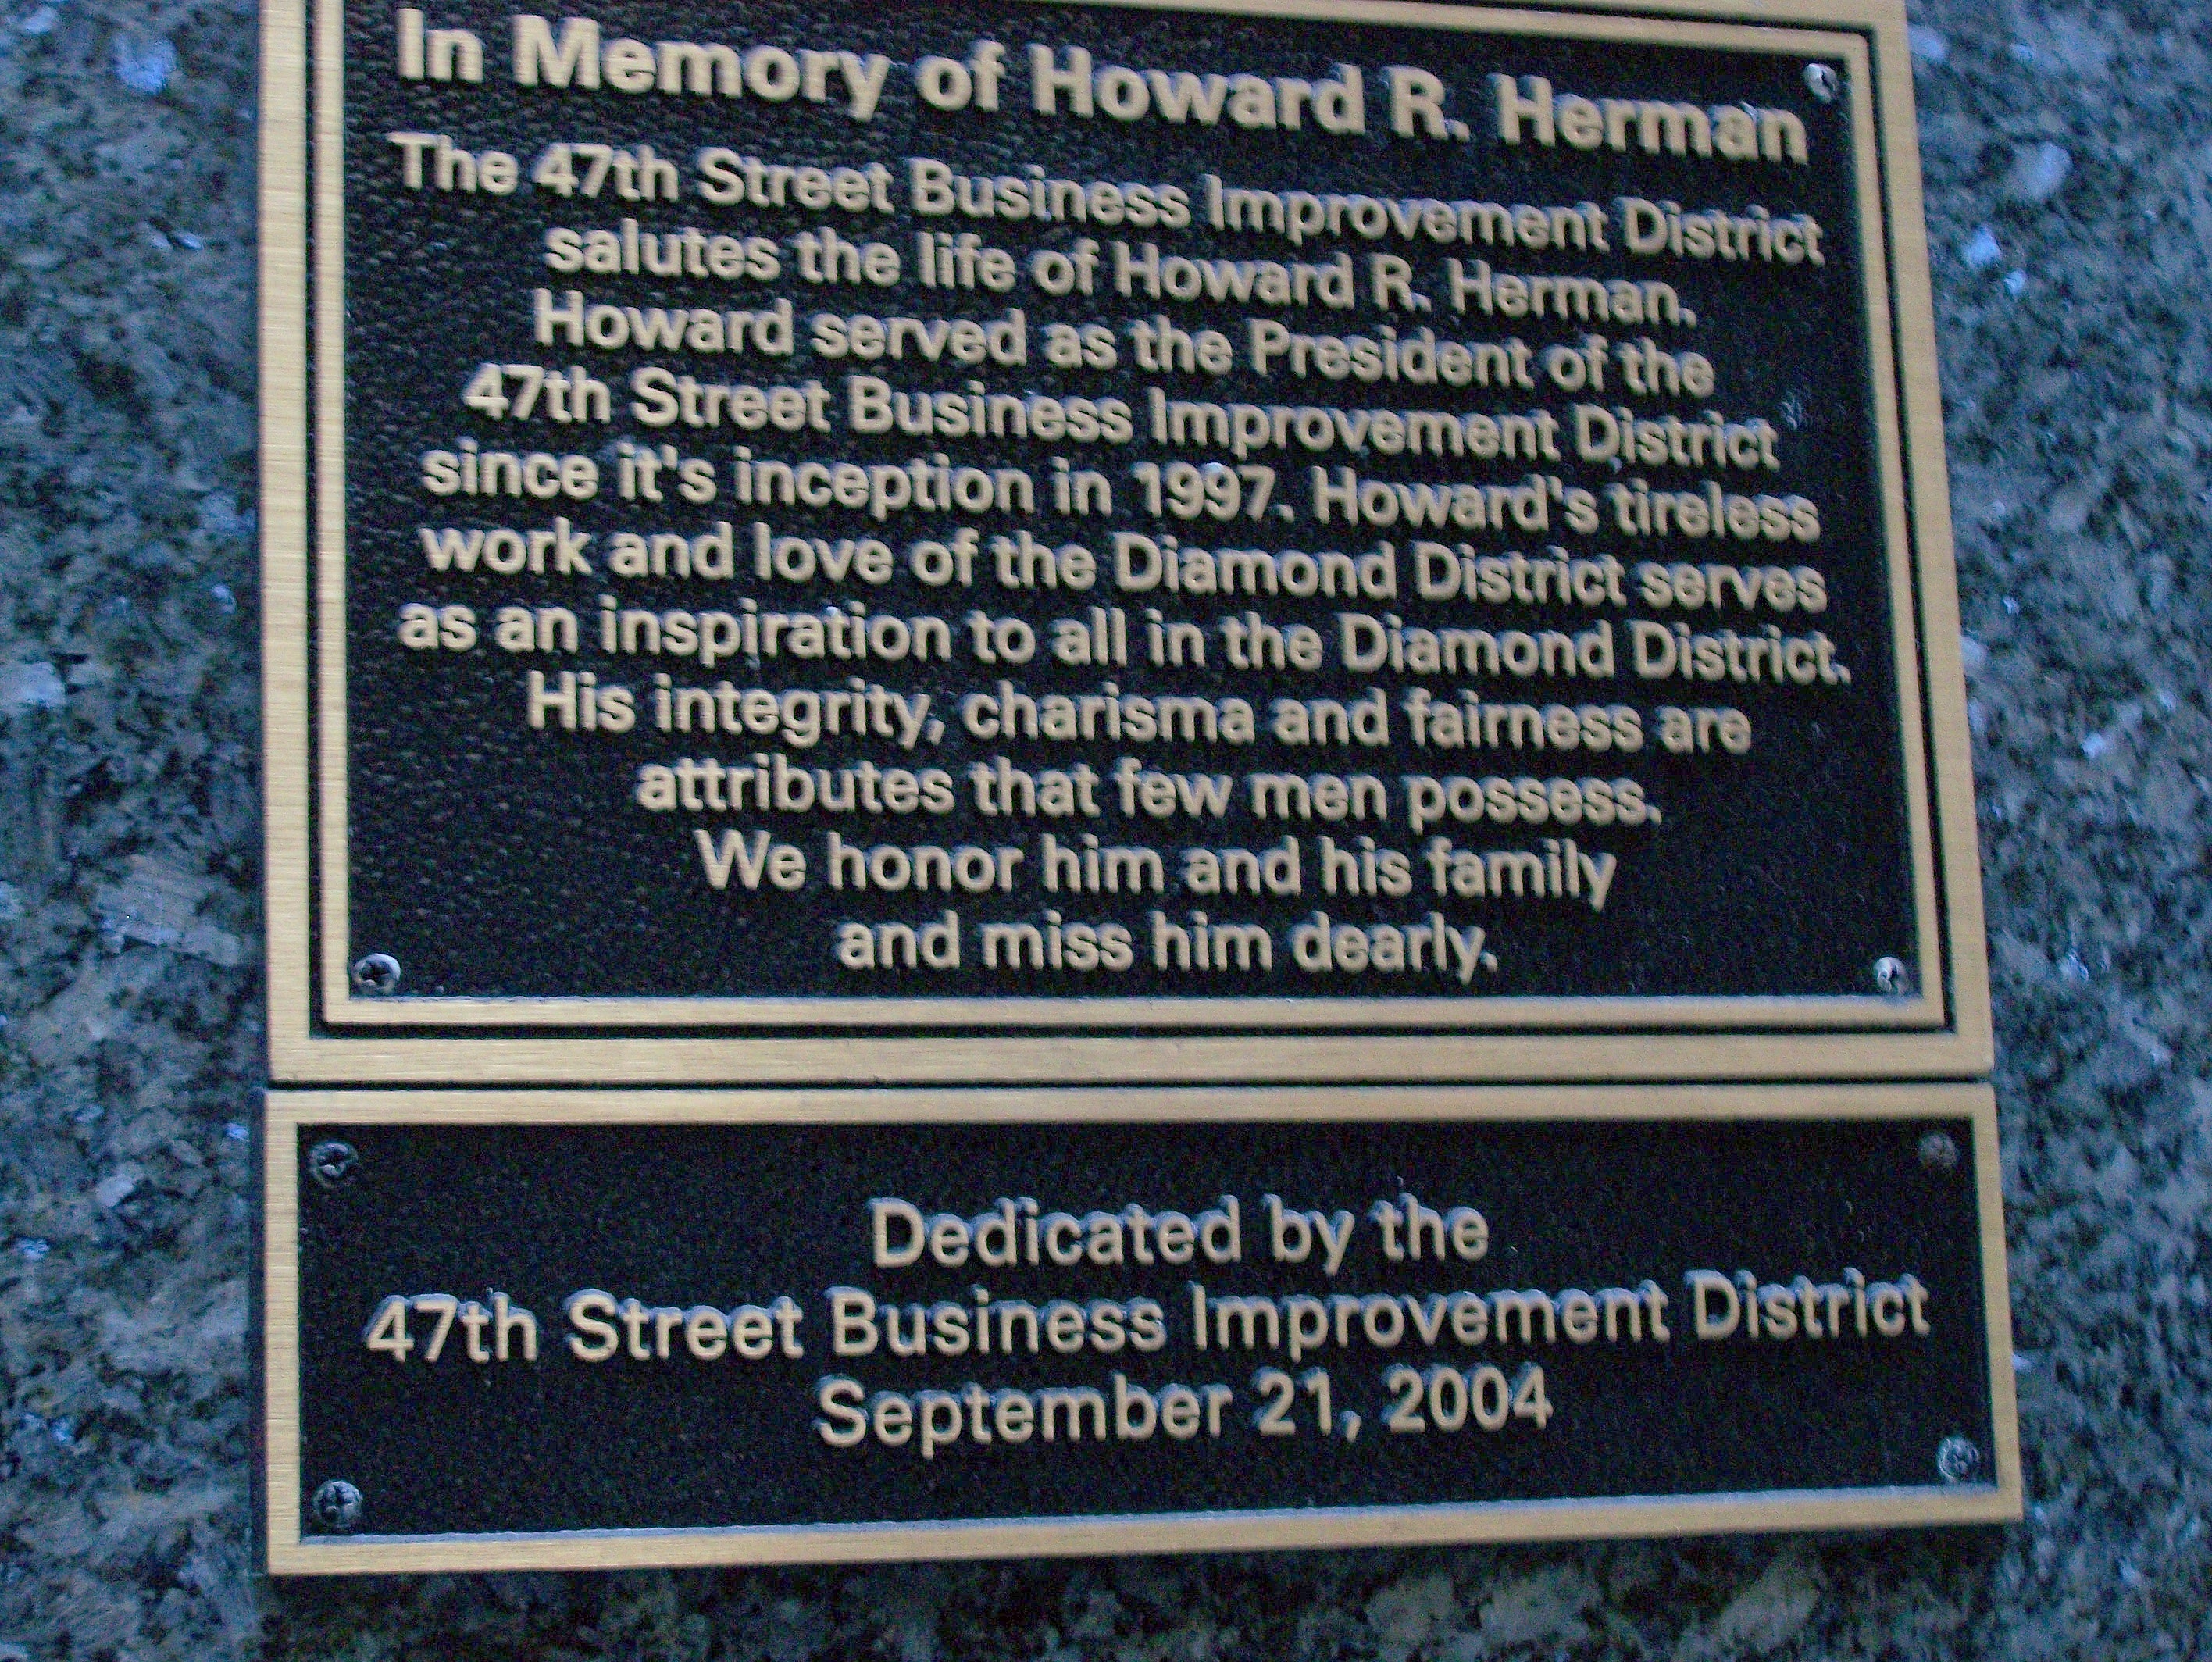 In Memory of Howard R. Herman
The 47th Street Business Improvement District
salutes the life of Howard R. Herman.
Howard served as the President of the
47th Street Business Improvement District
since it's inception in 1997. Howard's tireless
work and love of the Diamond District serves
as an inspiration to all in the Diamond District.
His integrity, charisma and fairness are
attributes that few men possess.
We honor him and his family
and miss him dearly.
Dedicated by the
47th Street Business Improvement District
September 21, 2004